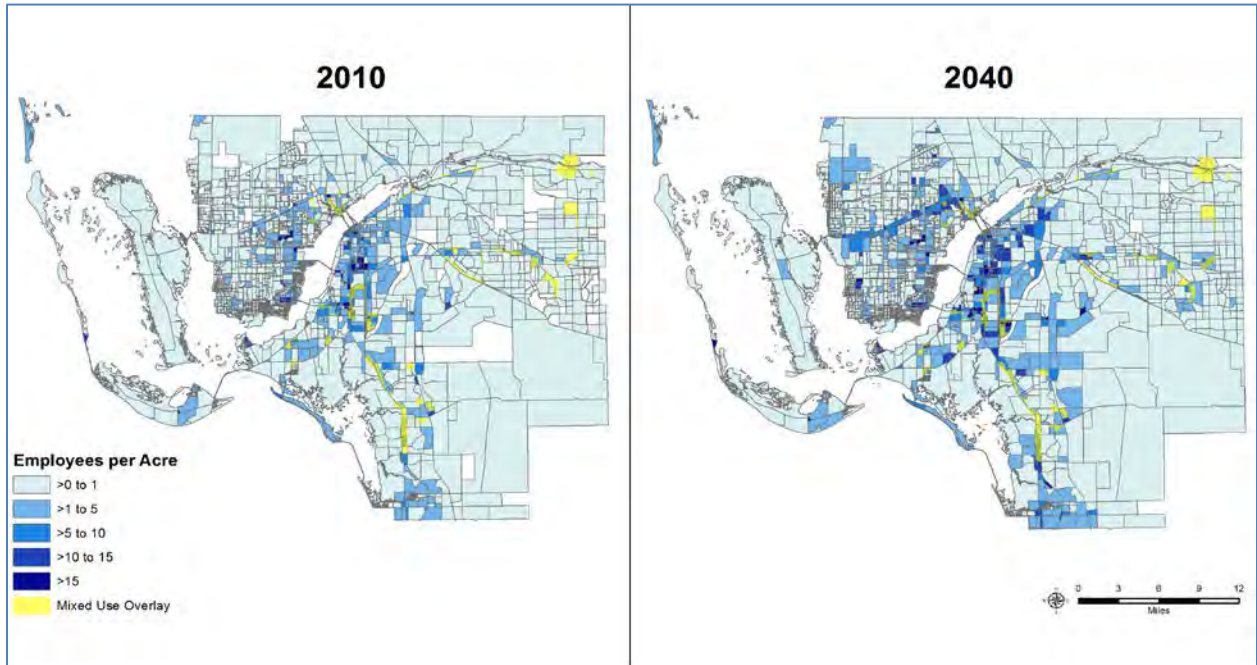 2010
2040
Employees per Acre
>0 to 1
>1 to 5
>5 to 10
>10 to 15
>15
Mixed Use Overlay
0 3 6 9 12
Miles